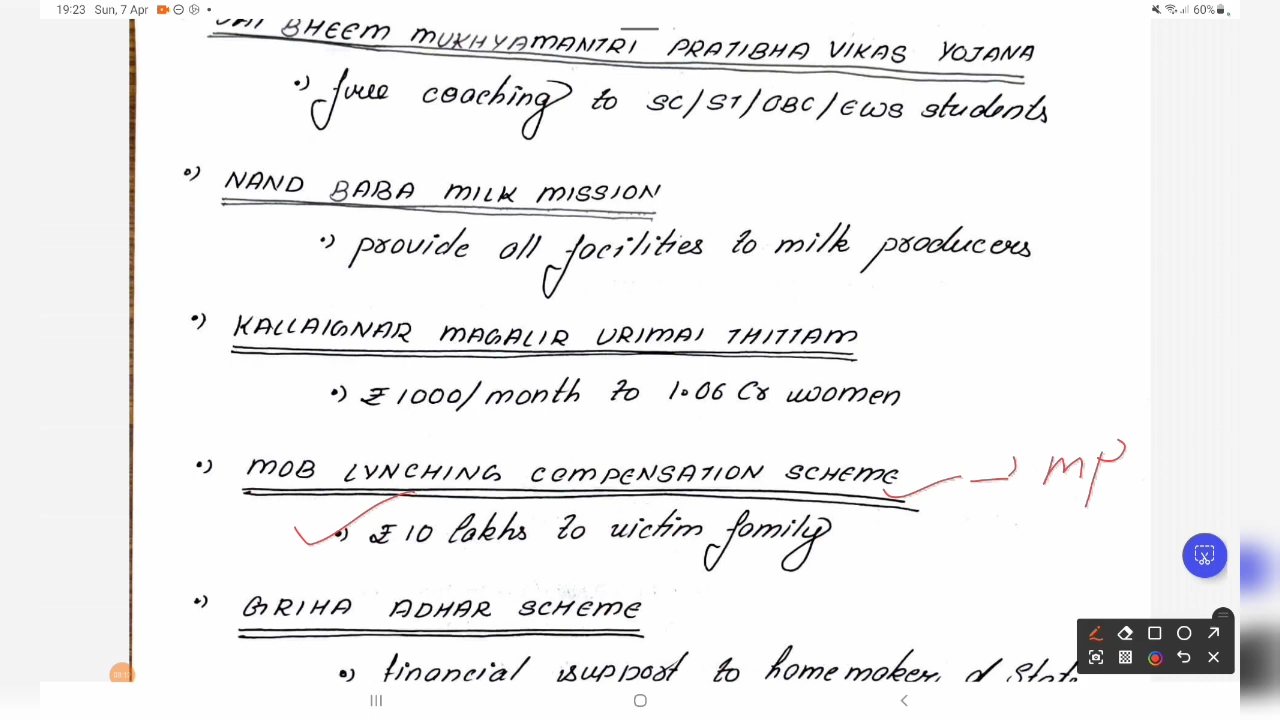 19:23 Sun, 7 Apr 60%
JAI BHEEM MUKHYAMANTRI PRATIBHA VIKAS YOJANA
•) free coaching to SC/ST/OBC/EWS students
•) NAND BABA MILK MISSION
•) provide all facilities to milk producers
•) KALLAIGNAR MAGALIR URIMAI THITTAM
•) ₹1000/month to 1.06 Cr women
•) MOB LYNCHING COMPENSATION SCHEME → MP
•) ₹10 lakhs to victim family
•) GRIHA ADHAR SCHEME
•) financial support to homemaker